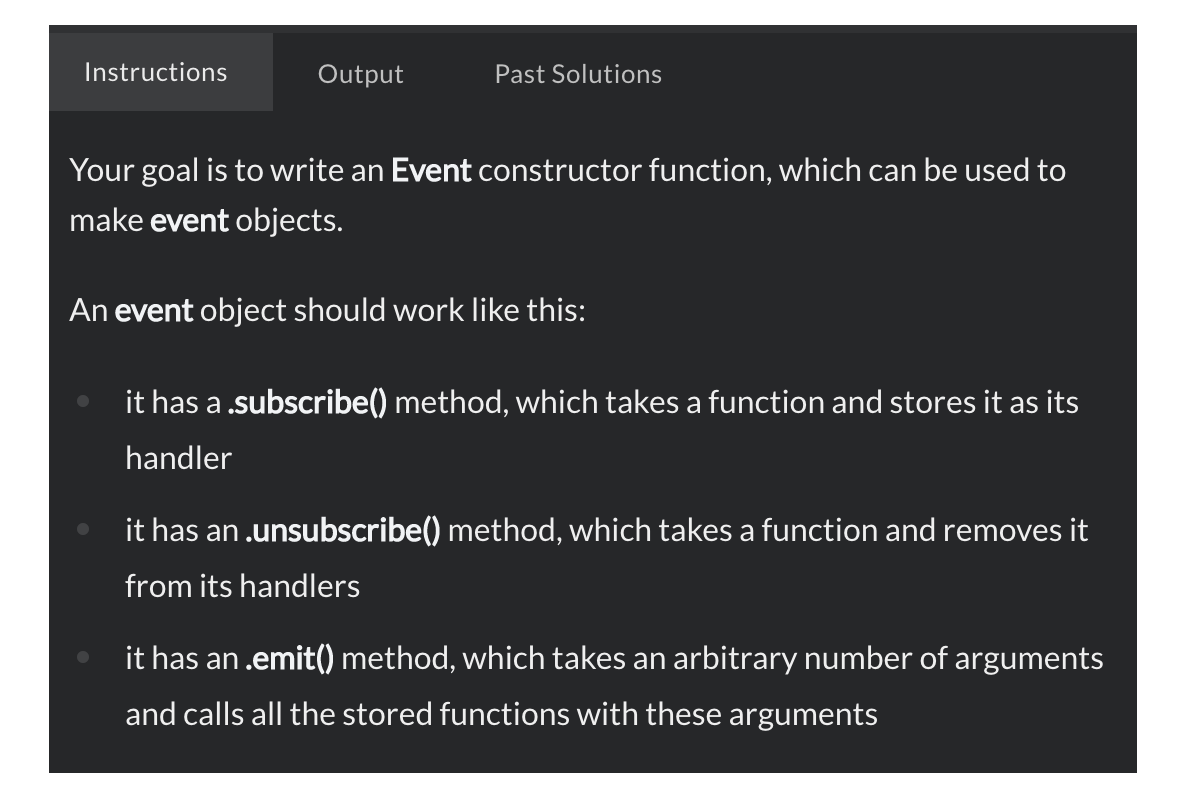 Instructions Output Past Solutions
Your goal is to write an Event constructor function, which can be used to
make event objects.
An event object should work like this:
it has a .subscribe() method, which takes a function and stores it as its
handler
it has an .unsubscribe() method, which takes a function and removes it
from its handlers
it has an .emit() method, which takes an arbitrary number of arguments
and calls all the stored functions with these arguments